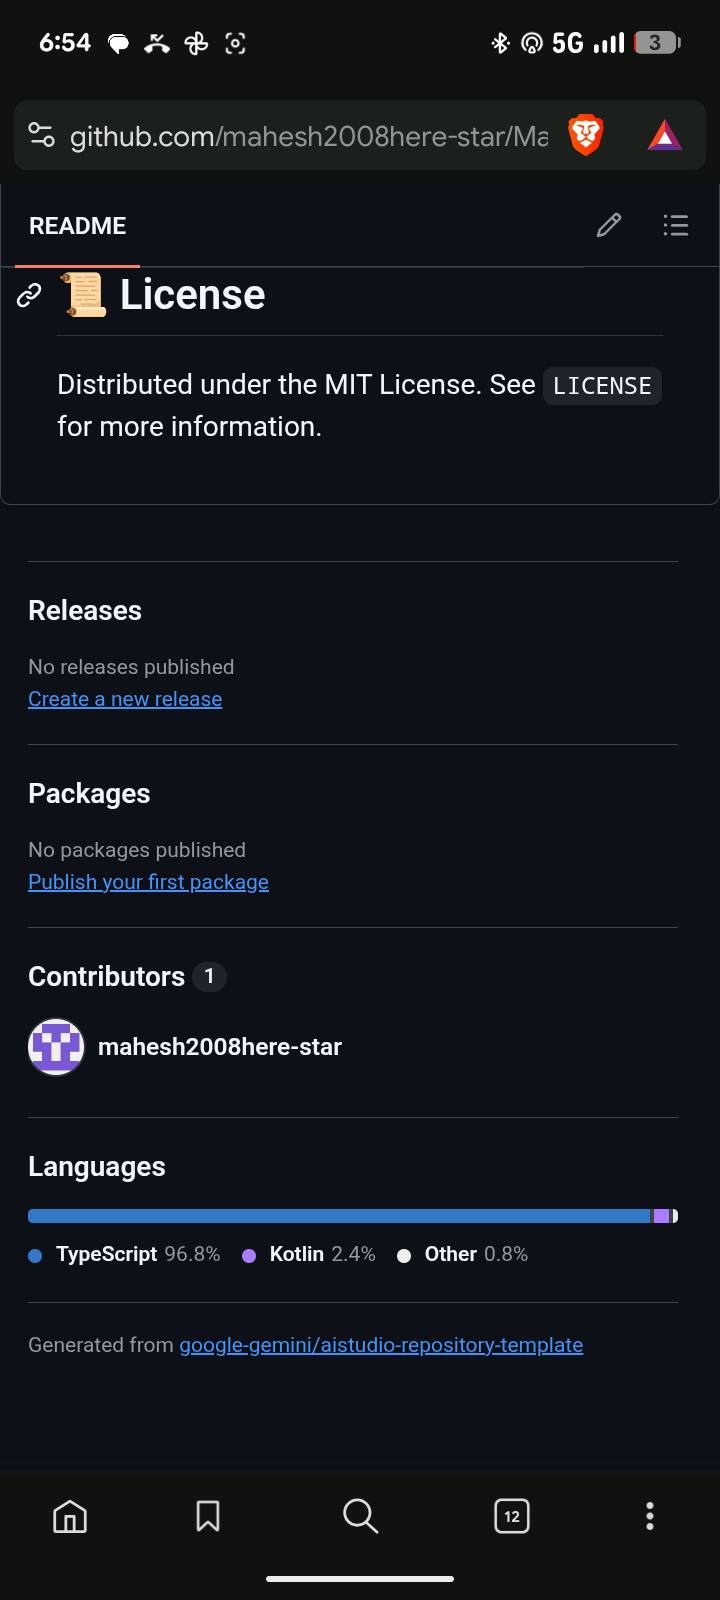 6:54
5G
3
github.com/mahesh2008here-star/Ma
README
License
Distributed under the MIT License. See LICENSE
for more information.
Releases
No releases published
Create a new release
Packages
No packages published
Publish your first package
Contributors 1
mahesh2008here-star
Languages
TypeScript 96.8% Kotlin 2.4% Other 0.8%
Generated from google-gemini/aistudio-repository-template
12